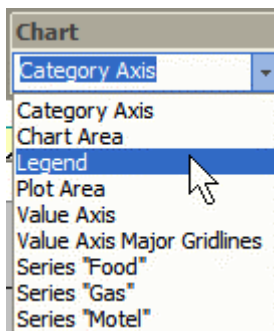 Chart
Category Axis
Category Axis
Chart Area
Legend
Plot Area
Value Axis
Value Axis Major Gridlines
Series "Food"
Series "Gas"
Series "Motel"